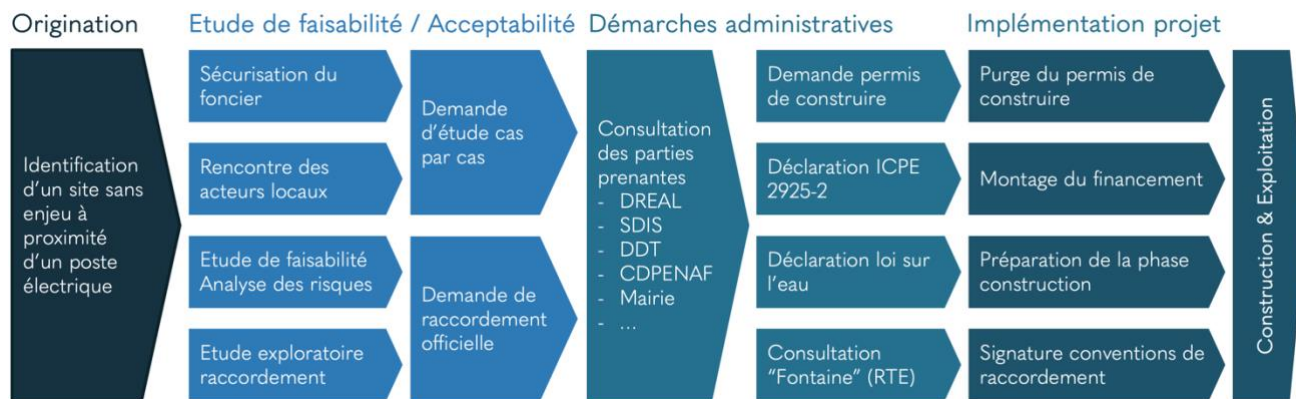 Origination
Etude de faisabilité / Acceptabilité
Démarches administratives
Implémentation projet
Identification
d'un site sans
enjeu à
proximité
d'un poste
électrique
Sécurisation du
foncier
Rencontre des
acteurs locaux
Etude de faisabilité
Analyse des risques
Etude exploratoire
raccordement
Demande
d'étude cas
par cas
Demande de
raccordement
officielle
Consultation
des parties
prenantes
- DREAL
- SDIS
- DDT
- CDPENAF
- Mairie
- ...
Demande permis
de construire
Déclaration ICPE
2925-2
Déclaration loi sur
l'eau
Consultation
"Fontaine" (RTE)
Purge du permis de
construire
Montage du financement
Préparation de la phase
construction
Signature conventions de
raccordement
Construction & Exploitation